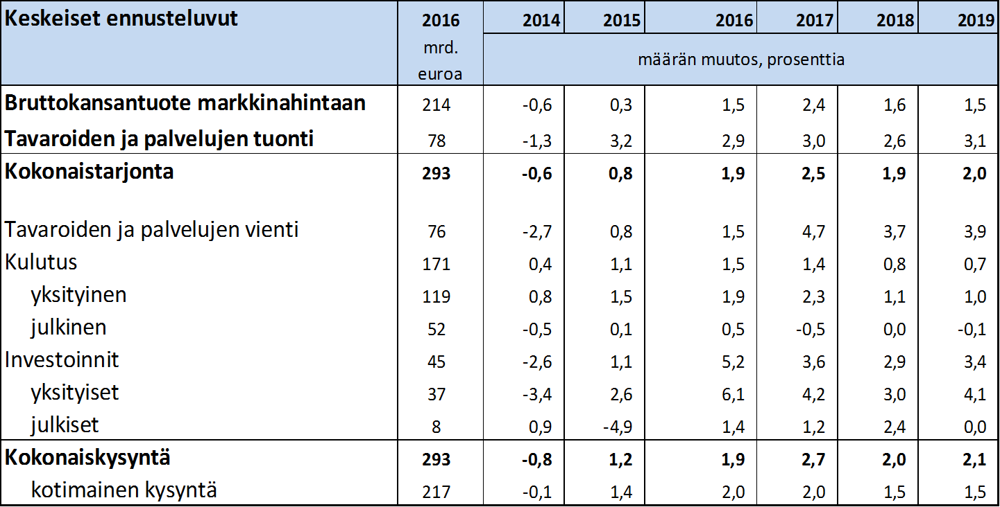 Keskeiset ennusteluvut 2016 2014 2015 2016 2017 2018 2019
mrd. euroa määrän muutos, prosenttia
Bruttokansantuote markkinahintaan 214 -0,6 0,3 1,5 2,4 1,6 1,5
Tavaroiden ja palvelujen tuonti 78 -1,3 3,2 2,9 3,0 2,6 3,1
Kokonaistarjonta 293 -0,6 0,8 1,9 2,5 1,9 2,0
Tavaroiden ja palvelujen vienti 76 -2,7 0,8 1,5 4,7 3,7 3,9
Kulutus 171 0,4 1,1 1,5 1,4 0,8 0,7
yksityinen 119 0,8 1,5 1,9 2,3 1,1 1,0
julkinen 52 -0,5 0,1 0,5 -0,5 0,0 -0,1
Investoinnit 45 -2,6 1,1 5,2 3,6 2,9 3,4
yksityiset 37 -3,4 2,6 6,1 4,2 3,0 4,1
julkiset 8 0,9 -4,9 1,4 1,2 2,4 0,0
Kokonaiskysyntä 293 -0,8 1,2 1,9 2,7 2,0 2,1
kotimainen kysyntä 217 -0,1 1,4 2,0 2,0 1,5 1,5